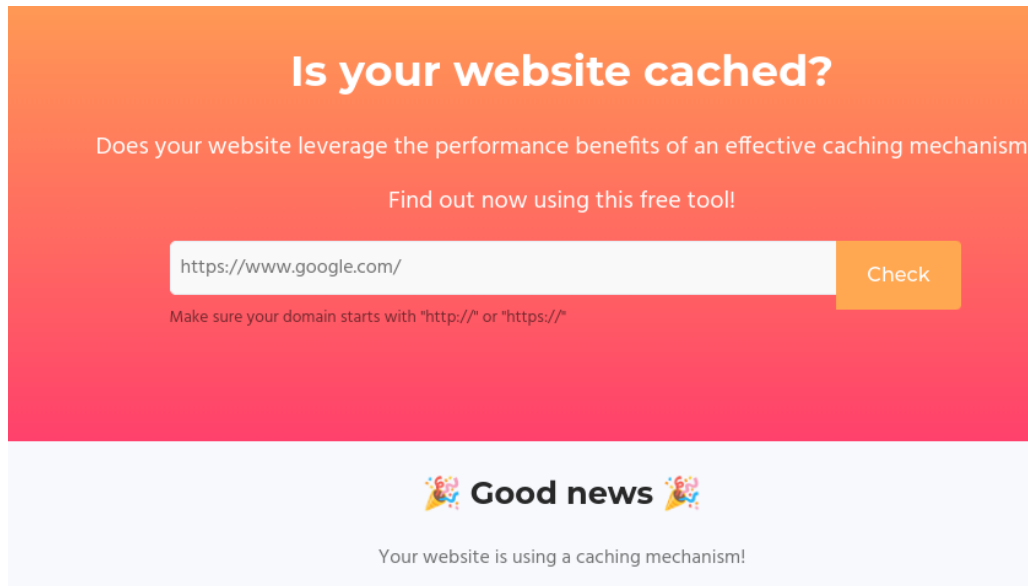 Is your website cached?
Does your website leverage the performance benefits of an effective caching mechanism
Find out now using this free tool!
https://www.google.com/
Check
Make sure your domain starts with "http://" or "https://"
🎉 Good news 🎉
Your website is using a caching mechanism!